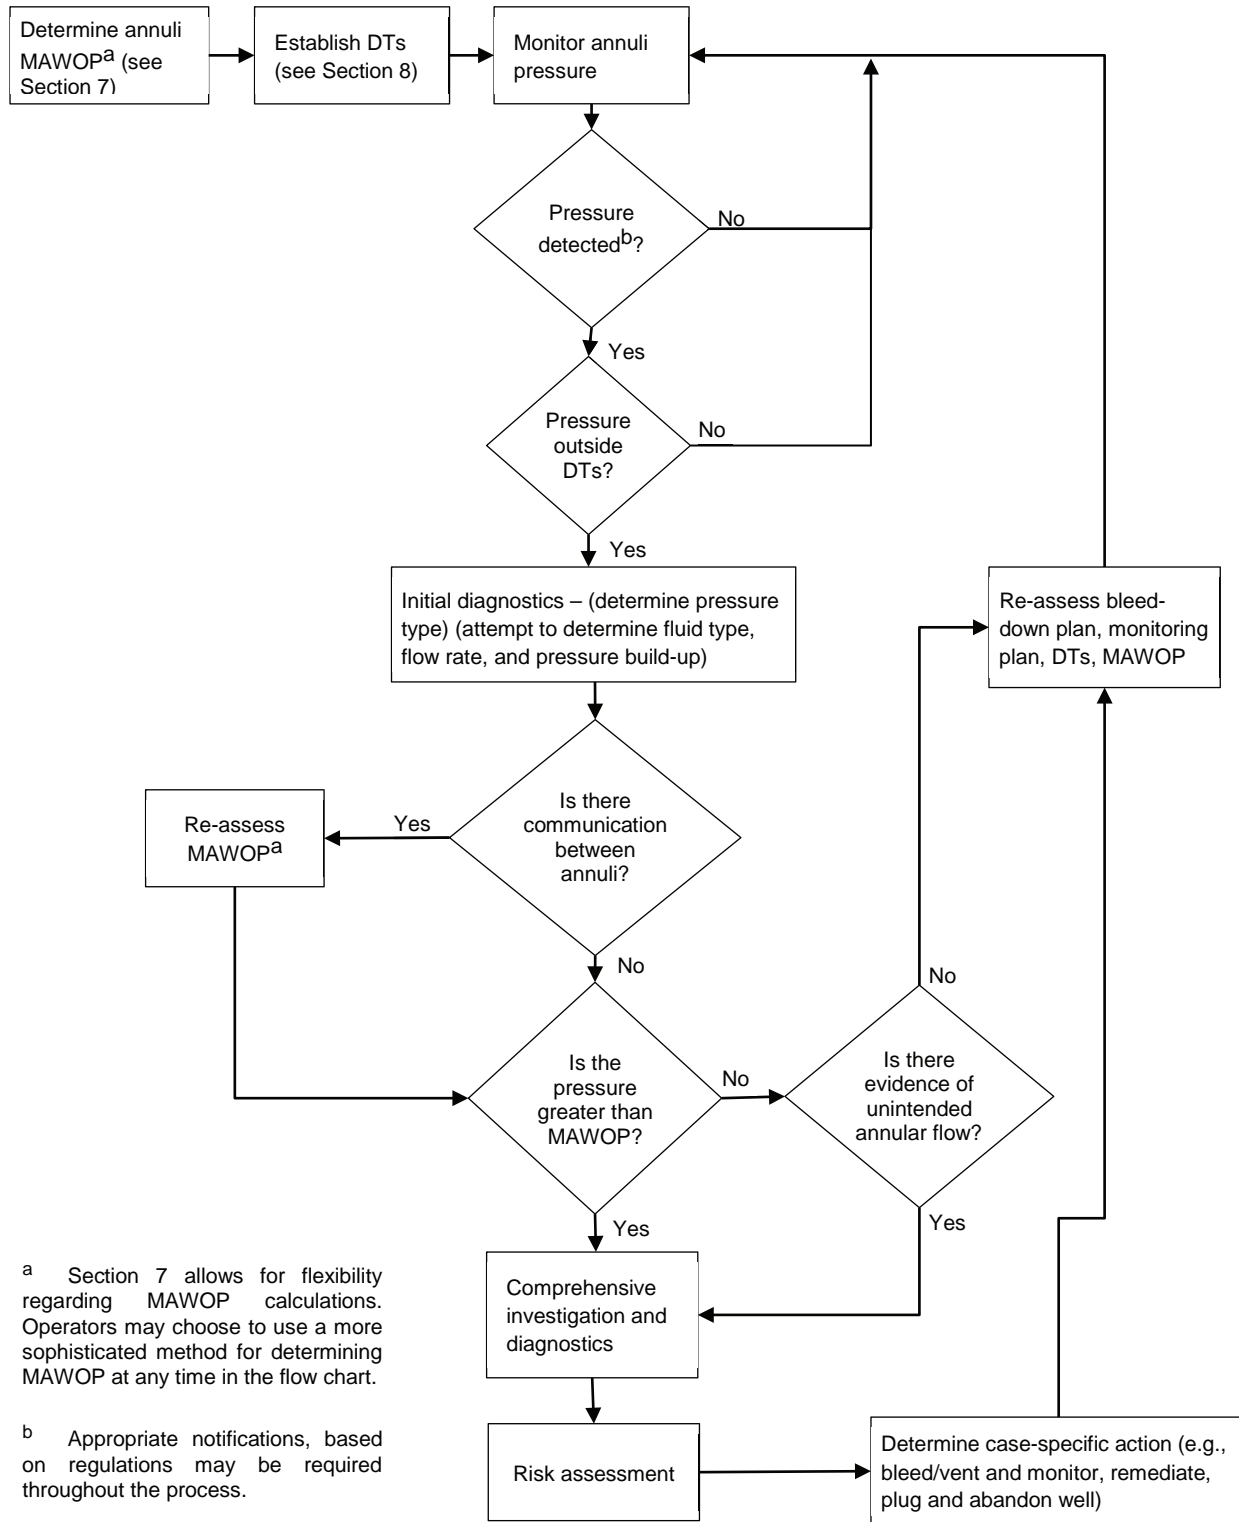 Determine annuli
MAWOPa (see
Section 7)
Establish DTs
(see Section 8)
Monitor annuli
pressure
Pressure
detectedb?
No
Yes
Pressure
outside
DTs?
No
Yes
Initial diagnostics – (determine pressure
type) (attempt to determine fluid type,
flow rate, and pressure build-up)
Re-assess bleed-
down plan, monitoring
plan, DTs, MAWOP
Is there
communication
between
annuli?
Yes
Re-assess
MAWOPa
No
Is the
pressure
greater than
MAWOP?
No
Is there
evidence of
unintended
annular flow?
No
Yes
Yes
Comprehensive
investigation and
diagnostics
Risk assessment
Determine case-specific action (e.g.,
bleed/vent and monitor, remediate,
plug and abandon well)
a Section 7 allows for flexibility
regarding MAWOP calculations.
Operators may choose to use a more
sophisticated method for determining
MAWOP at any time in the flow chart.
b Appropriate notifications, based
on regulations may be required
throughout the process.